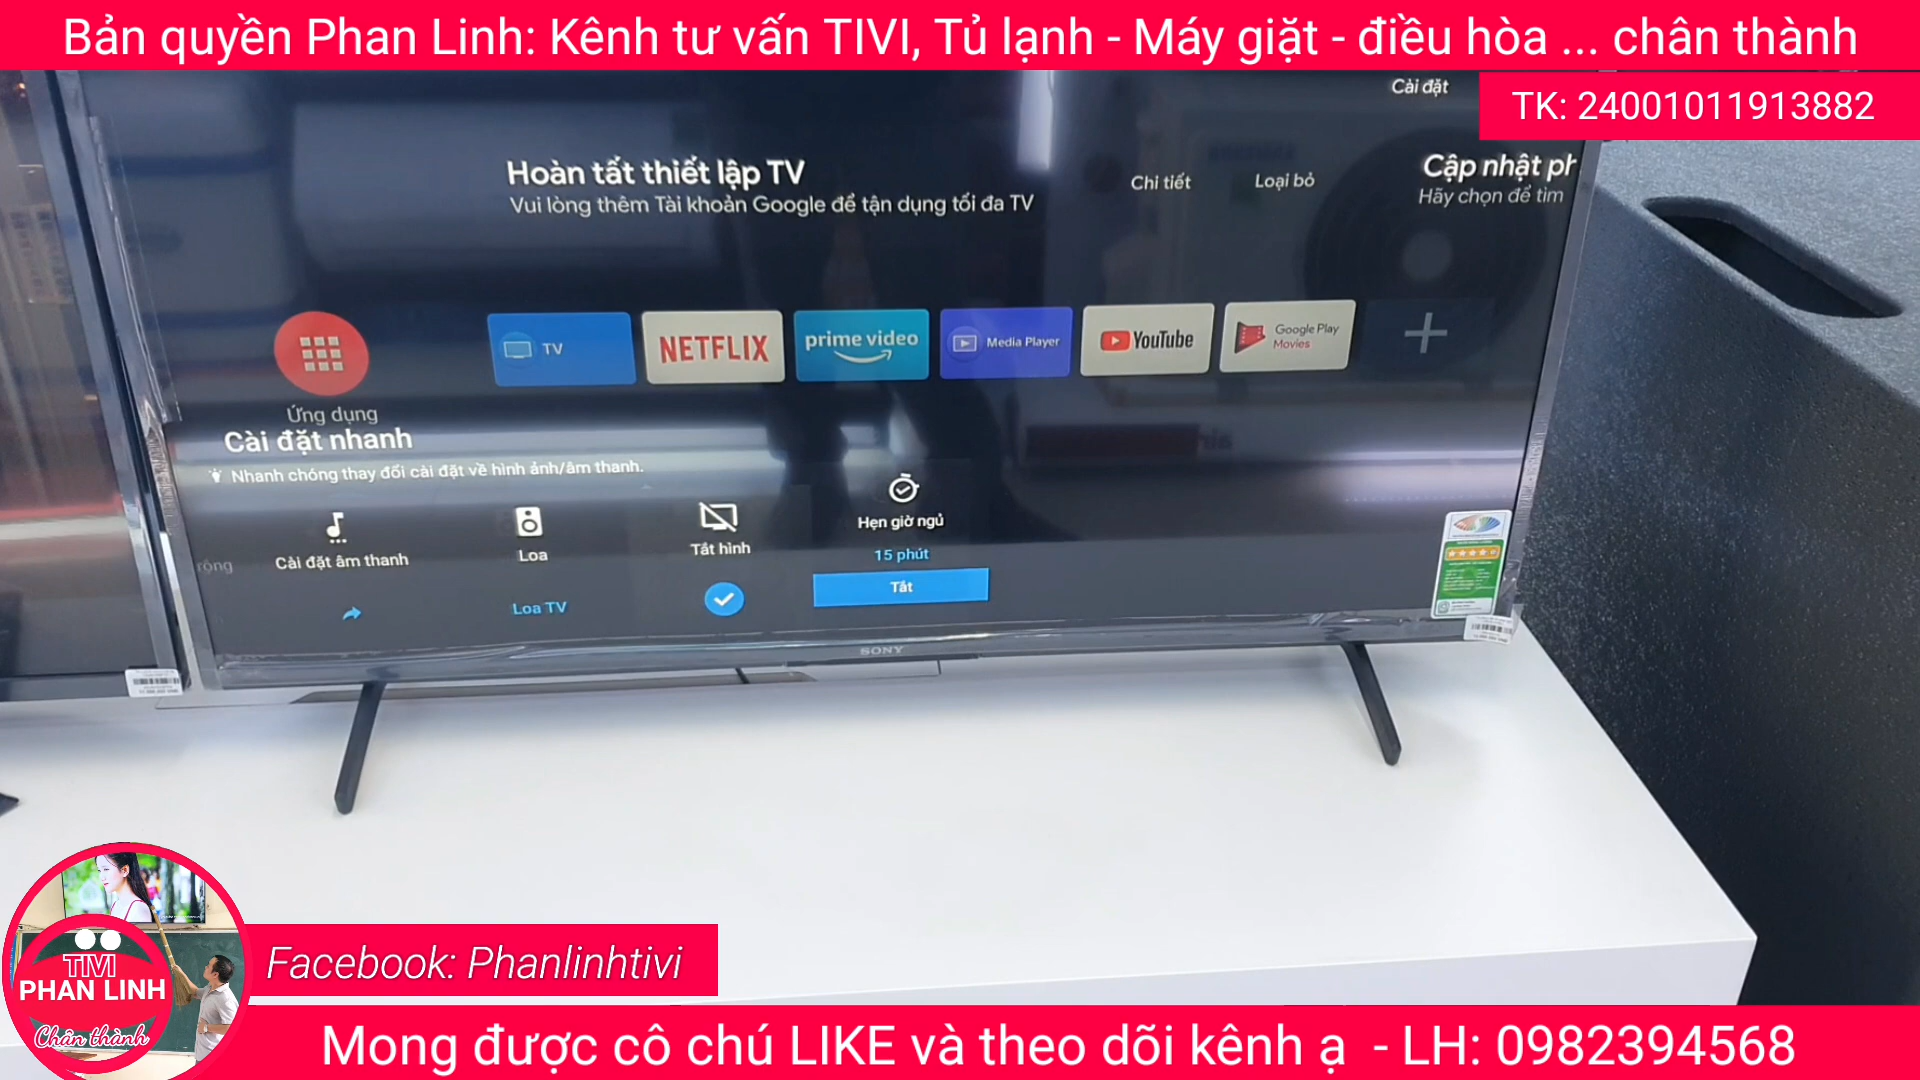 Bản quyền Phan Linh: Kênh tư vấn TIVI, Tủ lạnh - Máy giặt - điều hòa ... chân thành
TK: 24001011913882
Cài đặt
Hoàn tất thiết lập TV
Vui lòng thêm Tài khoản Google để tận dụng tối đa TV
Chi tiết
Loại bỏ
Cập nhật ph
Hãy chọn để tìm
Ứng dụng
TV
NETFLIX
prime video
Media Player
YouTube
Google Play
Movies
Cài đặt nhanh
Nhanh chóng thay đổi cài đặt về hình ảnh/âm thanh.
rộng
Cài đặt âm thanh
Loa
Loa TV
Tắt hình
Hẹn giờ ngủ
15 phút
Tắt
SONY
TIVI
PHAN LINH
Chân thành
Facebook: Phanlinhtivi
Mong được cô chú LIKE và theo dõi kênh ạ - LH: 0982394568